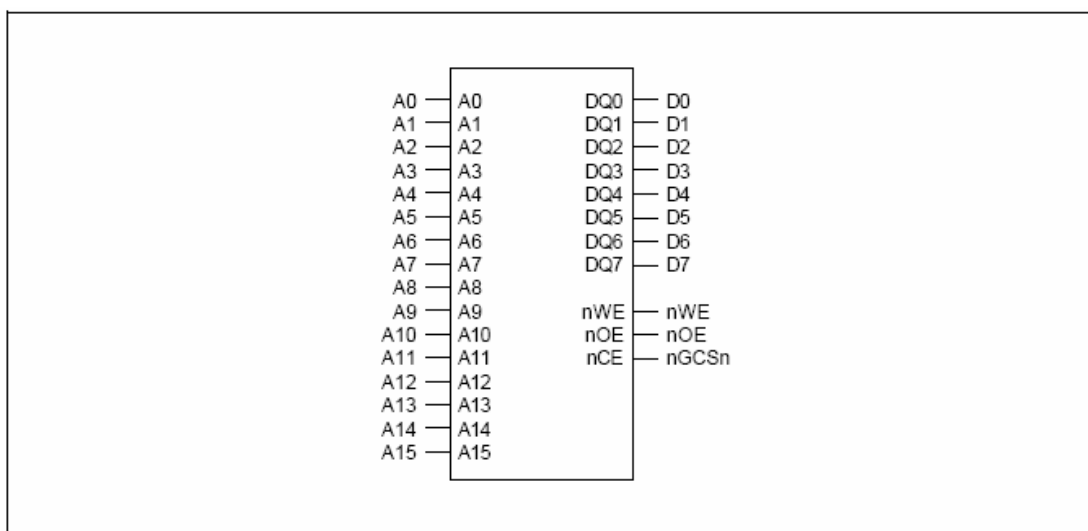 A0 A0 DQ0 D0
A1 A1 DQ1 D1
A2 A2 DQ2 D2
A3 A3 DQ3 D3
A4 A4 DQ4 D4
A5 A5 DQ5 D5
A6 A6 DQ6 D6
A7 A7 DQ7 D7
A8 A8
A9 A9 nWE nWE
A10 A10 nOE nOE
A11 A11 nCE nGCSn
A12 A12
A13 A13
A14 A14
A15 A15